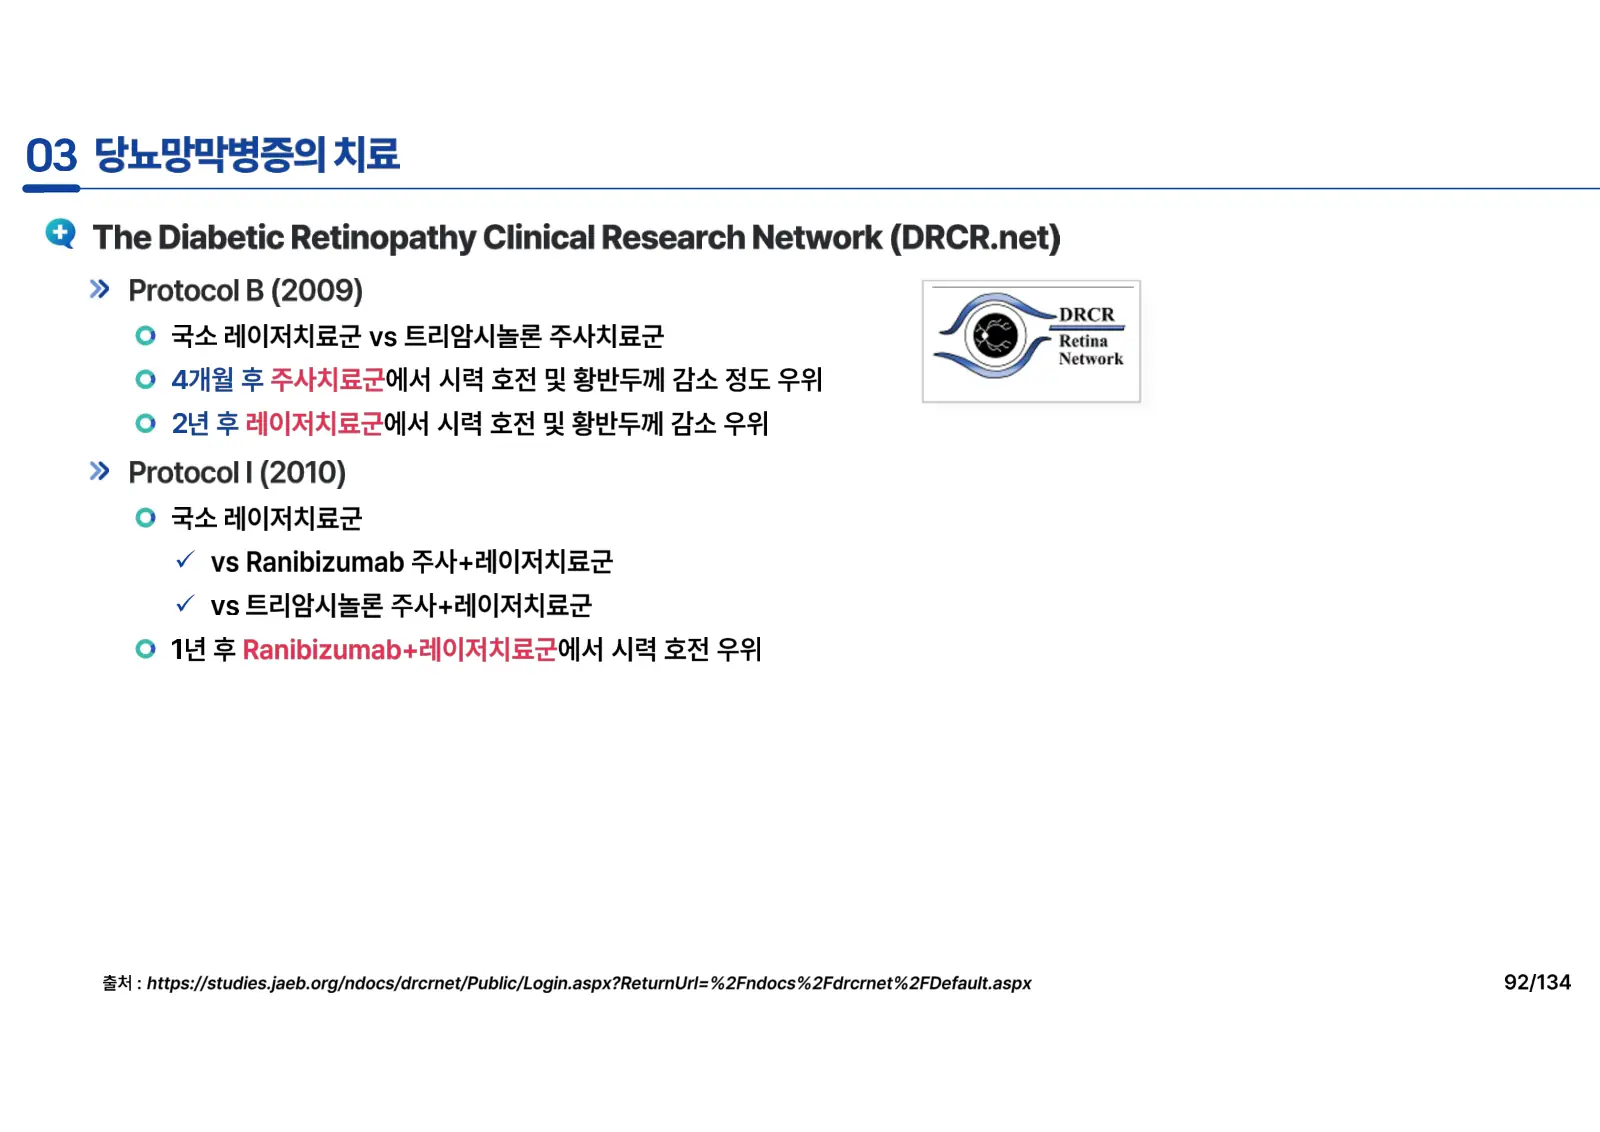 03 당뇨망막병증의 치료
The Diabetic Retinopathy Clinical Research Network (DRCR.net)
Protocol B (2009)
국소 레이저치료군 vs 트리암시놀론 주사치료군
4개월 후 주사치료군에서 시력 호전 및 황반두께 감소 정도 우위
2년 후 레이저치료군에서 시력 호전 및 황반두께 감소 우위
DRCR
Retina
Network
Protocol I (2010)
국소 레이저치료군
vs Ranibizumab 주사+레이저치료군
vs 트리암시놀론 주사+레이저치료군
1년 후 Ranibizumab+레이저치료군에서 시력 호전 우위
출처 : https://studies.jaeb.org/ndocs/drcrnet/Public/Login.aspx?ReturnUrl=%2Fndocs%2Fdrcrnet%2FDefault.aspx
92/134